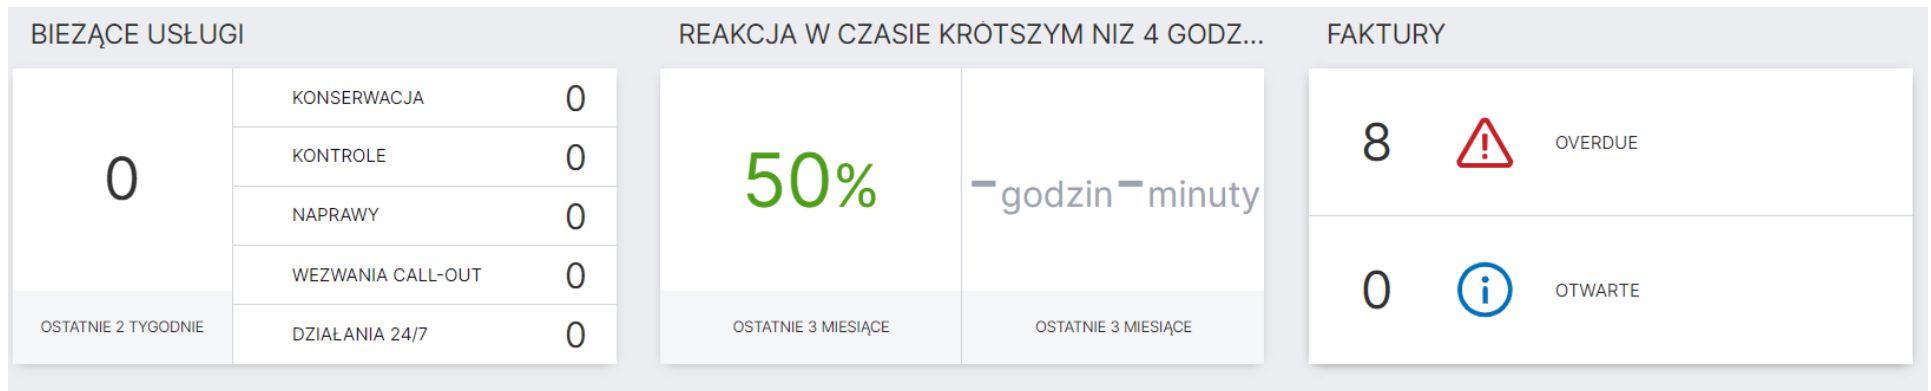 BIEŻĄCE USŁUGI
0
OSTATNIE 2 TYGODNIE
KONSERWACJA 0
KONTROLE 0
NAPRAWY 0
WEZWANIA CALL-OUT 0
DZIAŁANIA 24/7 0
REAKCJA W CZASIE KRÓTSZYM NIŻ 4 GODZ...
50%
OSTATNIE 3 MIESIĄCE
-godzin-minuty
OSTATNIE 3 MIESIĄCE
FAKTURY
8 OVERDUE
0 OTWARTE